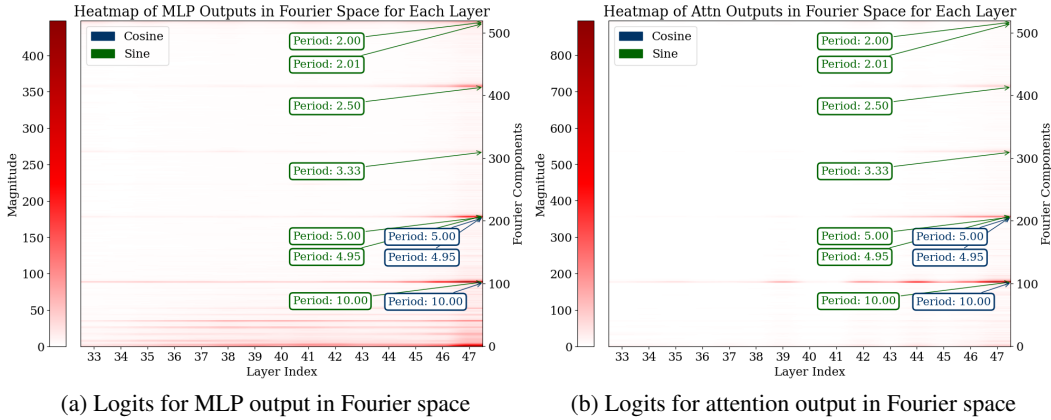 Heatmap of MLP Outputs in Fourier Space for Each Layer
Cosine
Sine
Period: 2.00
Period: 2.01
Period: 2.50
Period: 3.33
Period: 5.00
Period: 5.00
Period: 4.95
Period: 4.95
Period: 10.00
Period: 10.00
Magnitude
0
50
100
150
200
250
300
350
400
Fourier Components
0
100
200
300
400
500
33 34 35 36 37 38 39 40 41 42 43 44 45 46 47
Layer Index
(a) Logits for MLP output in Fourier space
Heatmap of Attn Outputs in Fourier Space for Each Layer
Cosine
Sine
Period: 2.00
Period: 2.01
Period: 2.50
Period: 3.33
Period: 5.00
Period: 5.00
Period: 4.95
Period: 4.95
Period: 10.00
Period: 10.00
Magnitude
0
100
200
300
400
500
600
700
800
Fourier Components
0
100
200
300
400
500
33 34 35 36 37 38 39 40 41 42 43 44 45 46 47
Layer Index
(b) Logits for attention output in Fourier space